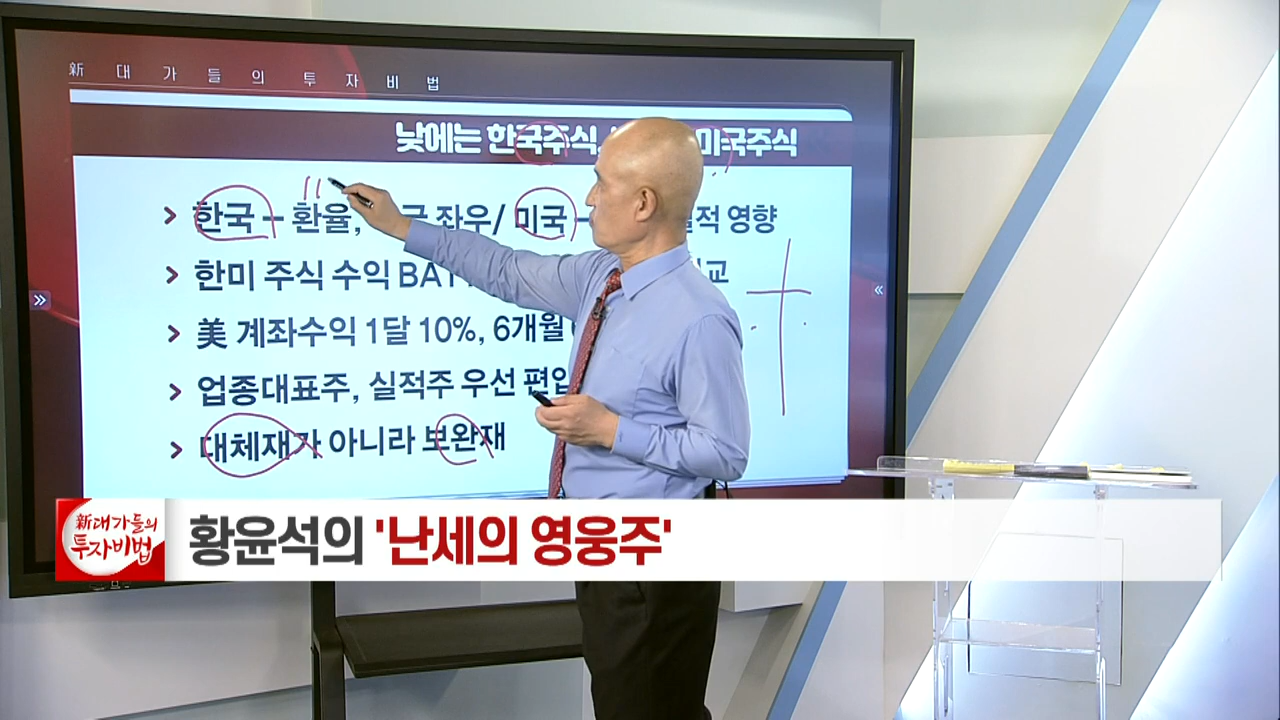 新 대 가 들 의 투 자 비 법
낮에는 한국주식, 미국주식
> 한국 - 환율, 좌우/ 미국 - 영향
> 한미 주식 수익
> 美 계좌수익 1달 10%, 6개월
> 업종대표주, 실적주 우선 편입
> 대체재가 아니라 보완재
»
«
新대가들의
투자비법
황윤석의 '난세의 영웅주'